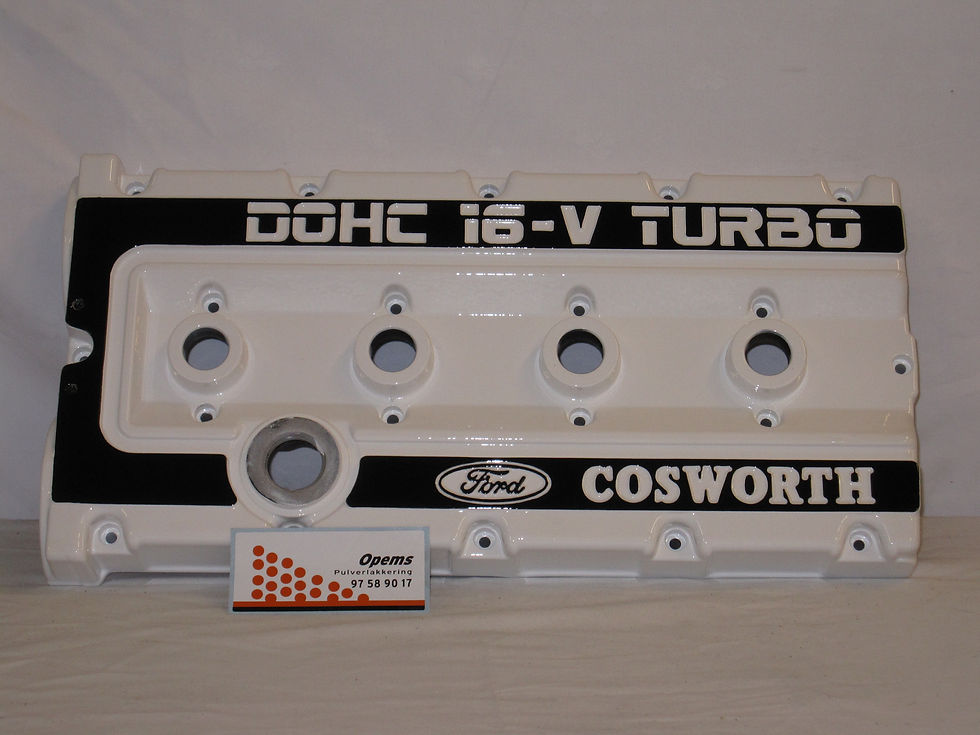 DOHC 16-V TURBO
Ford COSWORTH
Opems
Pulverlakkering
97 58 90 17